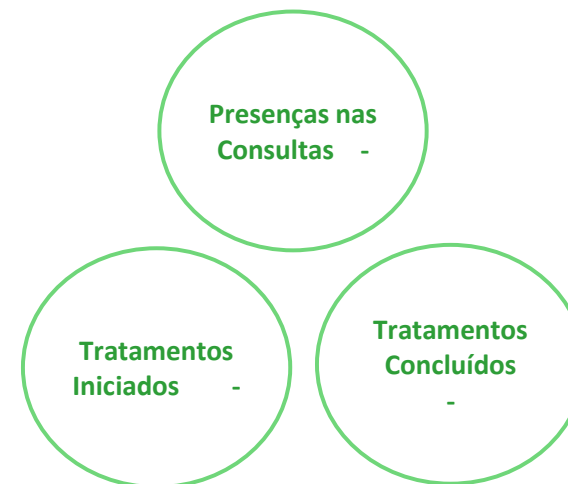 Presenças nas
Consultas -
Tratamentos
Iniciados -
Tratamentos
Concluídos
-